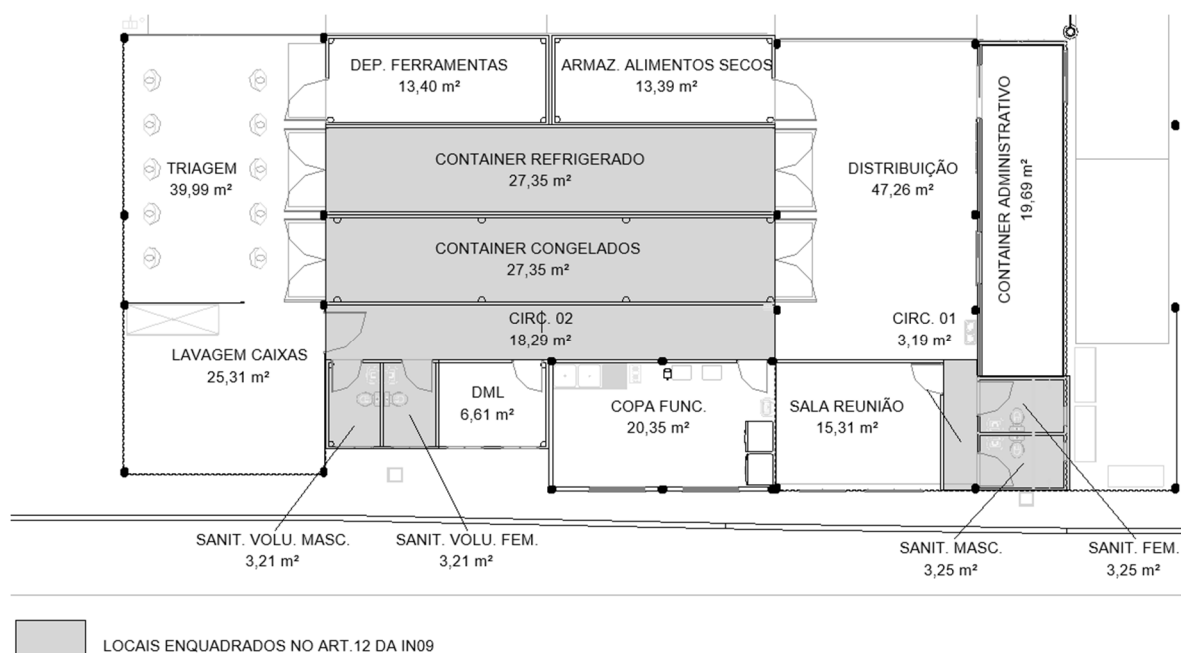 DEP. FERRAMENTAS
13,40 m²
ARMAZ. ALIMENTOS SECOS
13,39 m²
TRIAGEM
39,99 m²
CONTAINER REFRIGERADO
27,35 m²
DISTRIBUIÇÃO
47,26 m²
CONTAINER ADMINISTRATIVO
19,69 m²
CONTAINER CONGELADOS
27,35 m²
CIRC. 02
18,29 m²
CIRC. 01
3,19 m²
LAVAGEM CAIXAS
25,31 m²
DML
6,61 m²
COPA FUNC.
20,35 m²
SALA REUNIÃO
15,31 m²
SANIT. VOLU. MASC.
3,21 m²
SANIT. VOLU. FEM.
3,21 m²
SANIT. MASC.
3,25 m²
SANIT. FEM.
3,25 m²
LOCAIS ENQUADRADOS NO ART.12 DA IN09